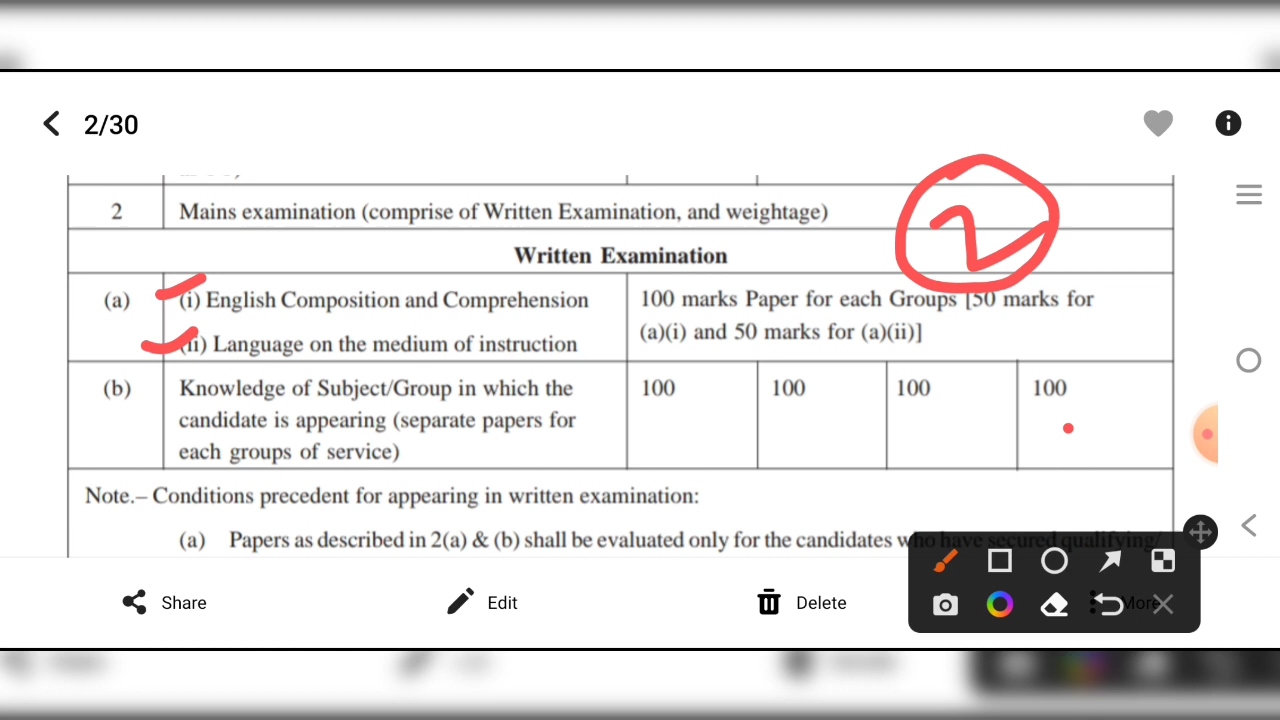 2/30
2 Mains examination (comprise of Written Examination, and weightage)
2
Written Examination
(a) (i) English Composition and Comprehension
(ii) Language on the medium of instruction
100 marks Paper for each Groups [50 marks for
(a)(i) and 50 marks for (a)(ii)]
(b) Knowledge of Subject/Group in which the
candidate is appearing (separate papers for
each groups of service)
100 100 100 100
Note.– Conditions precedent for appearing in written examination:
(a) Papers as described in 2(a) & (b) shall be evaluated only for the candidates who have secured qualifying/
Share Edit Delete More